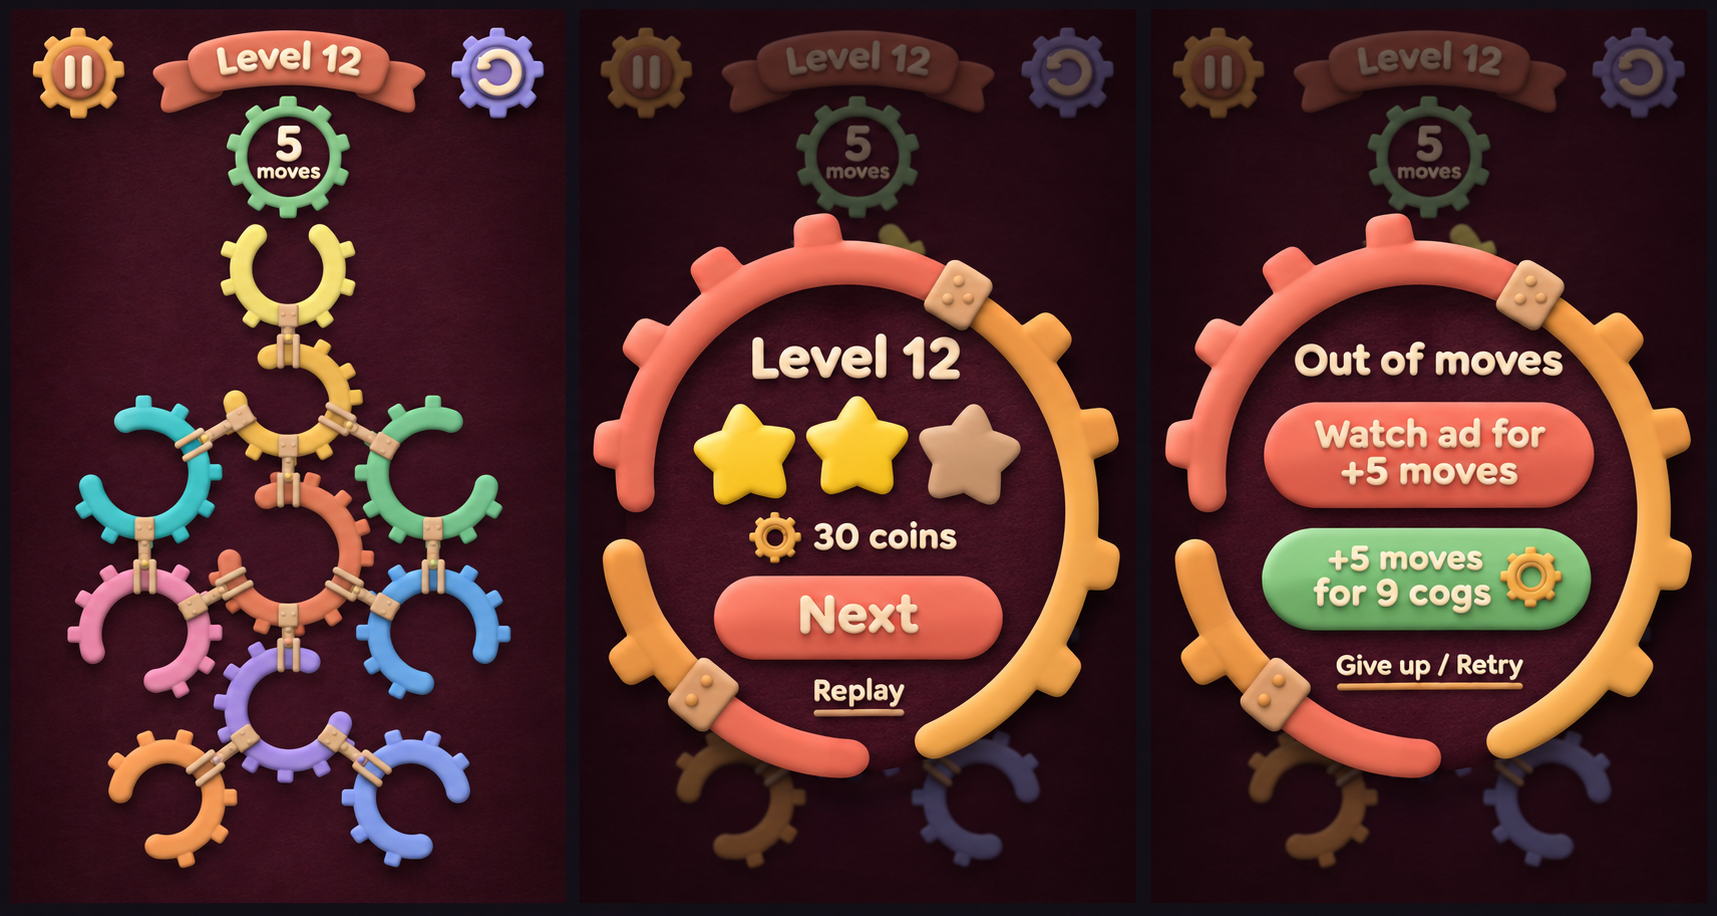 Level 12
5
moves
Level 12
5
moves
Level 12
30 coins
Next
Replay
Level 12
5
moves
Out of moves
Watch ad for
+5 moves
+5 moves
for 9 cogs
Give up / Retry